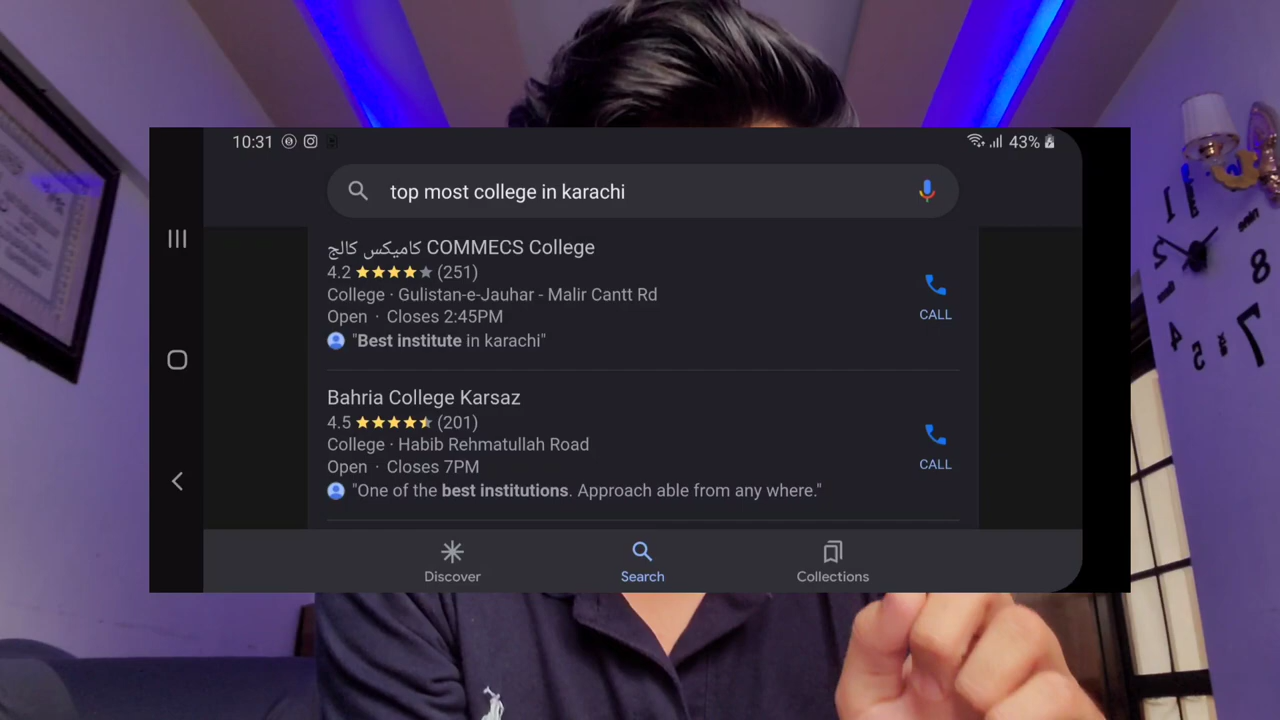 10:31
43%
top most college in karachi
كاميكس كالج COMMECS College
4.2 (251)
College · Gulistan-e-Jauhar - Malir Cantt Rd
Open · Closes 2:45PM
"Best institute in karachi"
CALL
Bahria College Karsaz
4.5 (201)
College · Habib Rehmatullah Road
Open · Closes 7PM
"One of the best institutions. Approach able from any where."
CALL
Discover
Search
Collections